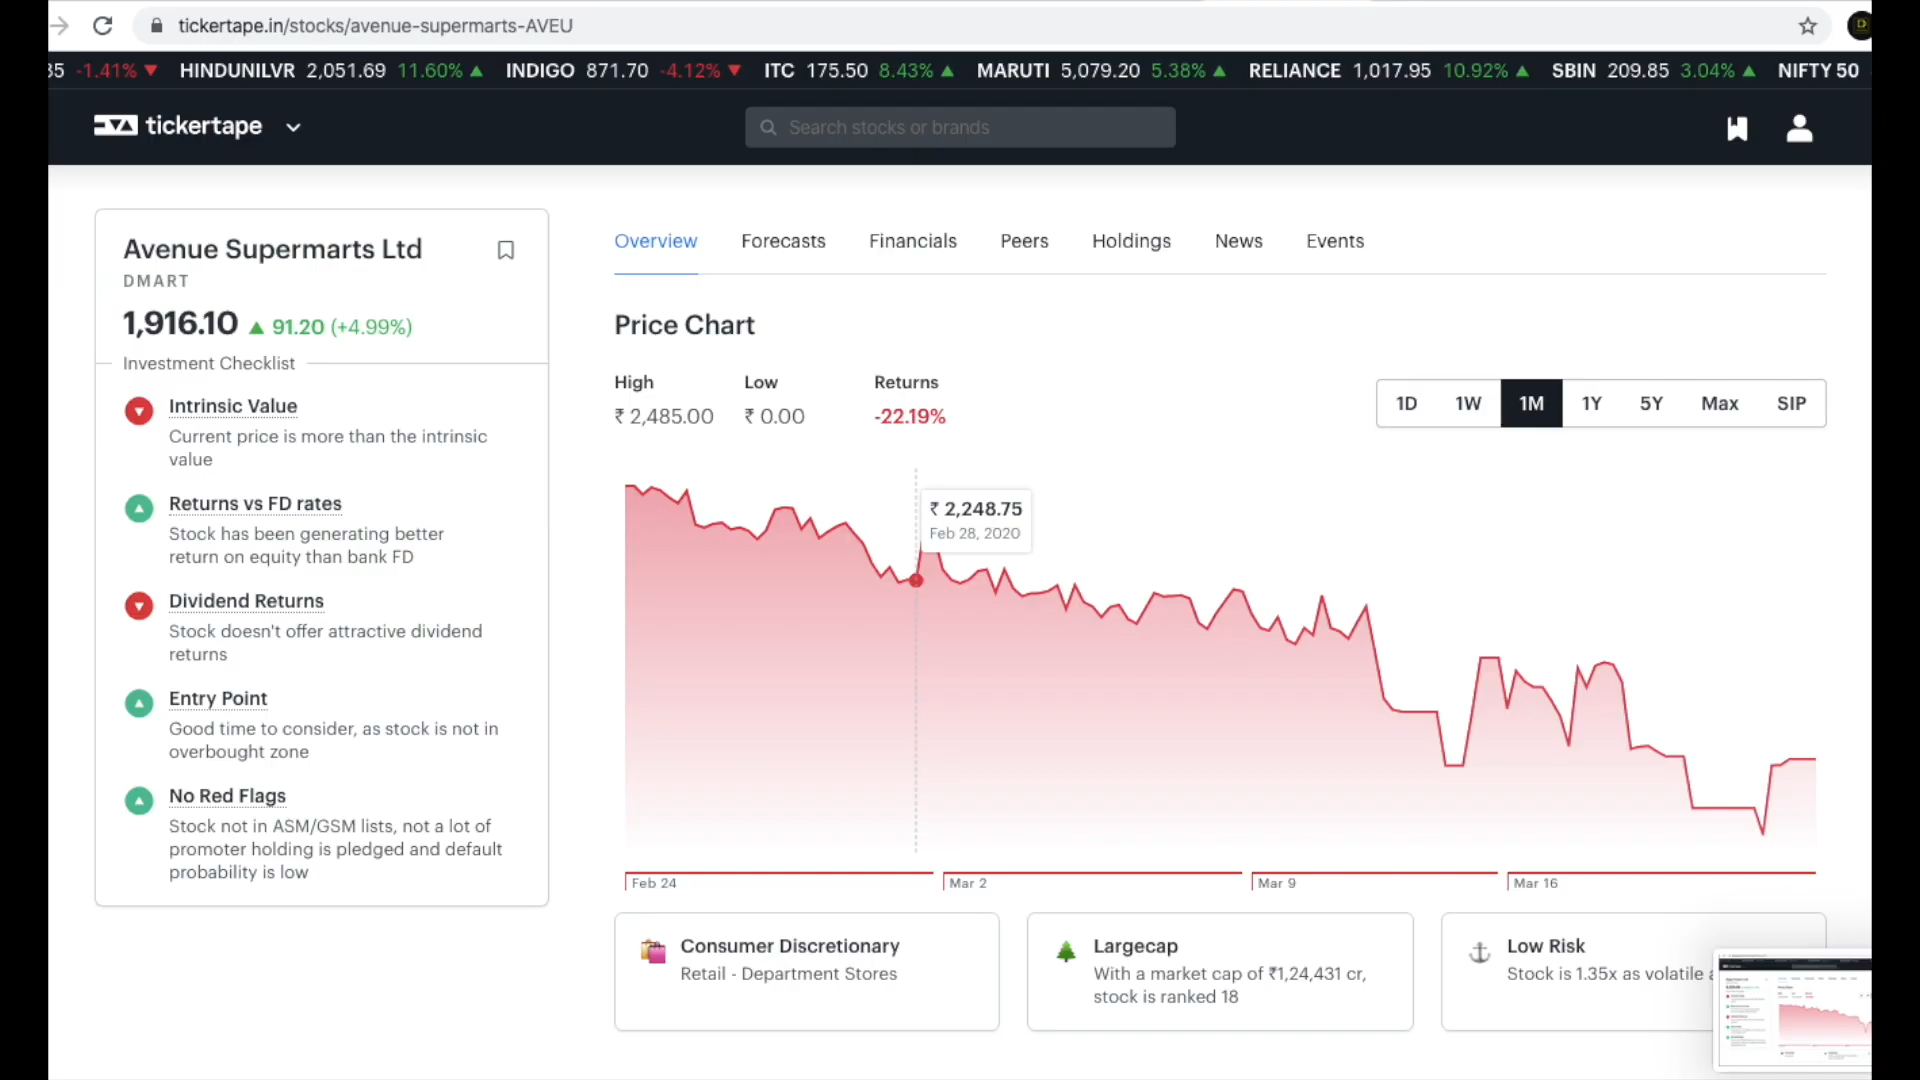 tickertape.in/stocks/avenue-supermarts-AVEU
35 -1.41% ▼ HINDUNILVR 2,051.69 11.60% ▲ INDIGO 871.70 -4.12% ▼ ITC 175.50 8.43% ▲ MARUTI 5,079.20 5.38% ▲ RELIANCE 1,017.95 10.92% ▲ SBIN 209.85 3.04% ▲ NIFTY 50
tickertape
Search stocks or brands
Avenue Supermarts Ltd
DMART
1,916.10 ▲ 91.20 (+4.99%)
Investment Checklist
Intrinsic Value
Current price is more than the intrinsic
value
Returns vs FD rates
Stock has been generating better
return on equity than bank FD
Dividend Returns
Stock doesn't offer attractive dividend
returns
Entry Point
Good time to consider, as stock is not in
overbought zone
No Red Flags
Stock not in ASM/GSM lists, not a lot of
promoter holding is pledged and default
probability is low
Overview Forecasts Financials Peers Holdings News Events
Price Chart
High Low Returns
₹ 2,485.00 ₹ 0.00 -22.19%
1D 1W 1M 1Y 5Y Max SIP
₹ 2,248.75
Feb 28, 2020
Feb 24 Mar 2 Mar 9 Mar 16
Consumer Discretionary
Retail - Department Stores
Largecap
With a market cap of ₹1,24,431 cr,
stock is ranked 18
Low Risk
Stock is 1.35x as volatile